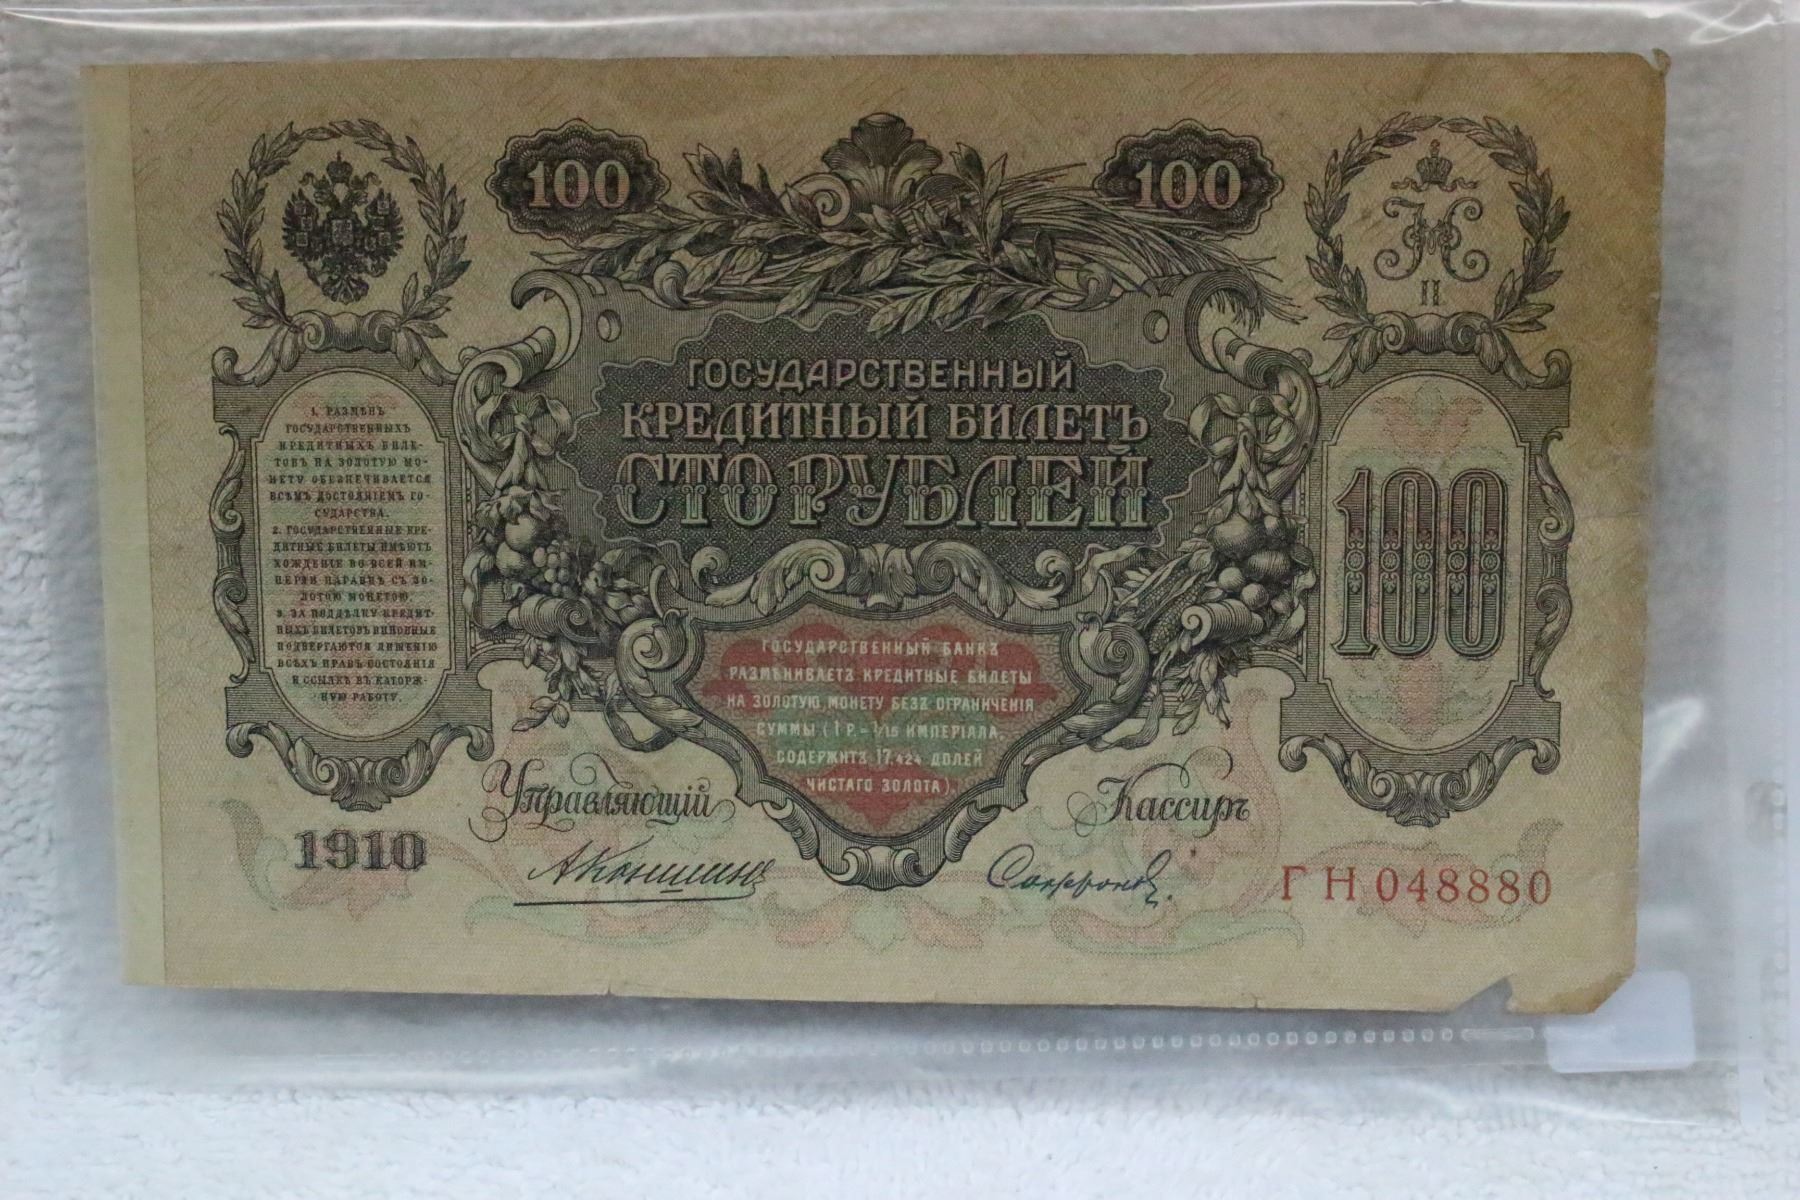 100
100
Н
II
ГОСУДАРСТВЕННЫЙ
КРЕДИТНЫЙ БИЛЕТЪ
СТО РУБЛЕЙ
1. РАЗМѢНЪ
ГОСУДАРСТВЕННЫХЪ
КРЕДИТНЫХЪ БИЛЕ-
ТОВЪ НА ЗОЛОТУЮ МО-
НЕТУ ОБЕЗПЕЧИВАЕТСЯ
ВСѢМЪ ДОСТОЯНІЕМЪ ГО-
СУДАРСТВА.
2. ГОСУДАРСТВЕННЫЕ КРЕ-
ДИТНЫЕ БИЛЕТЫ ИМѢЮТЪ
ХОЖДЕНІЕ ВО ВСЕЙ ИМ-
ПЕРІИ НАРАВНѢ СЪ ЗО-
ЛОТОЮ МОНЕТОЮ.
3. ЗА ПОДДѢЛКУ КРЕДИТ-
НЫХЪ БИЛЕТОВЪ ВИНОВНЫЕ
ПОДВЕРГАЮТСЯ ЛИШЕНІЮ
ВСѢХЪ ПРАВЪ СОСТОЯНІЯ
И ССЫЛКѢ ВЪ КАТОРЖ-
НУЮ РАБОТУ.
100
ГОСУДАРСТВЕННЫЙ БАНКЪ
РАЗМѢНИВАЕТЪ КРЕДИТНЫЕ БИЛЕТЫ
НА ЗОЛОТУЮ МОНЕТУ БЕЗЪ ОГРАНИЧЕНІЯ
СУММЫ (1 Р. = 1/15 ИМПЕРІАЛА,
СОДЕРЖИТЪ 17,424 ДОЛЕЙ
ЧИСТАГО ЗОЛОТА).
Управляющій
Кассиръ
1910
АКоншинъ
Софроновъ
ГН 048880